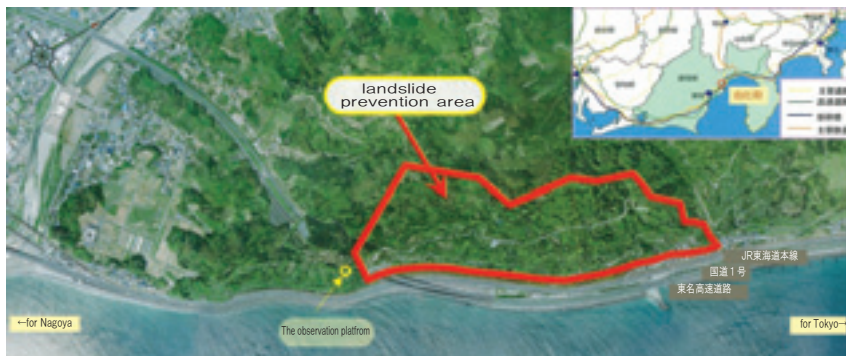 landslide
prevention area
JR東海道本線
国道1号
東名高速道路
←for Nagoya
The observation platfrom
for Tokyo→